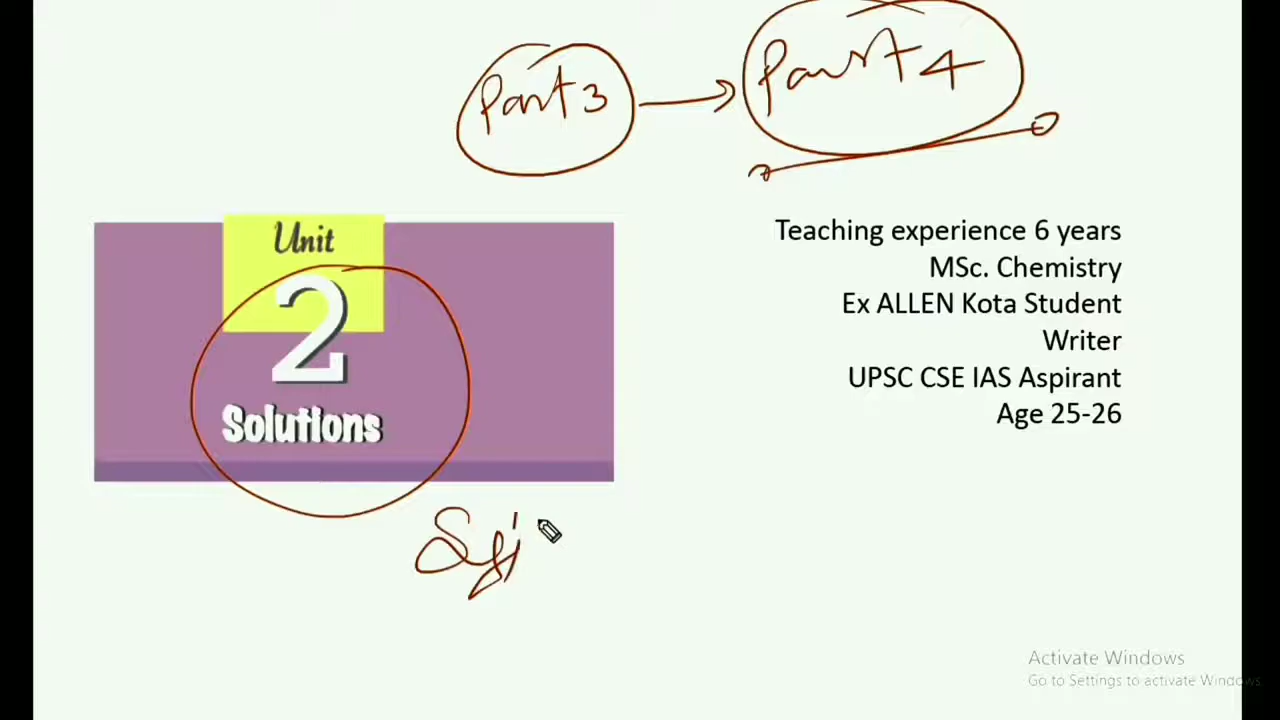 Part 3
Part 4
Unit
2
Solutions
Teaching experience 6 years
MSc. Chemistry
Ex ALLEN Kota Student
Writer
UPSC CSE IAS Aspirant
Age 25-26
Activate Windows
Go to Settings to activate Windows.